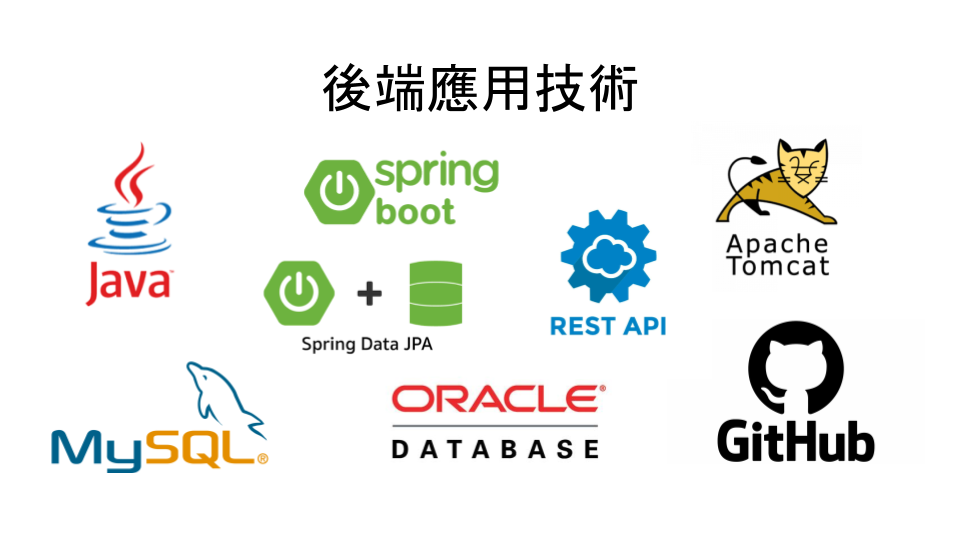 後端應用技術
Java™
spring
boot
Spring Data JPA
REST API
Apache
Tomcat
MySQL®
ORACLE®
DATABASE
GitHub